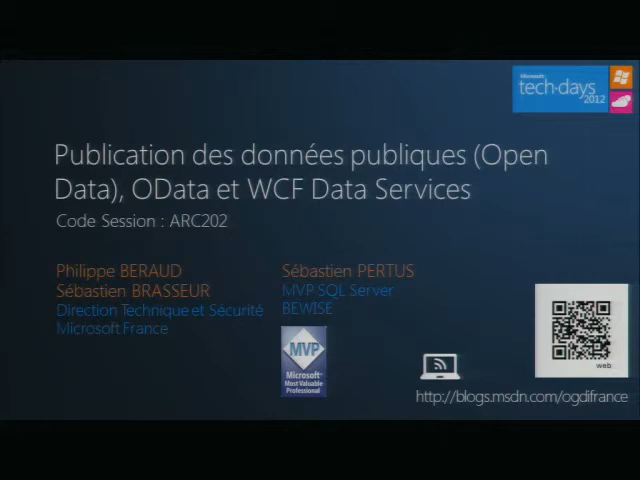 Microsoft
tech·days
2012
Publication des données publiques (Open
Data), OData et WCF Data Services
Code Session : ARC202
Philippe BERAUD
Sébastien BRASSEUR
Direction Technique et Sécurité
Microsoft France
Sébastien PERTUS
MVP SQL Server
BEWISE
MVP
Microsoft®
Most Valuable
Professional
web
http://blogs.msdn.com/ogdifrance